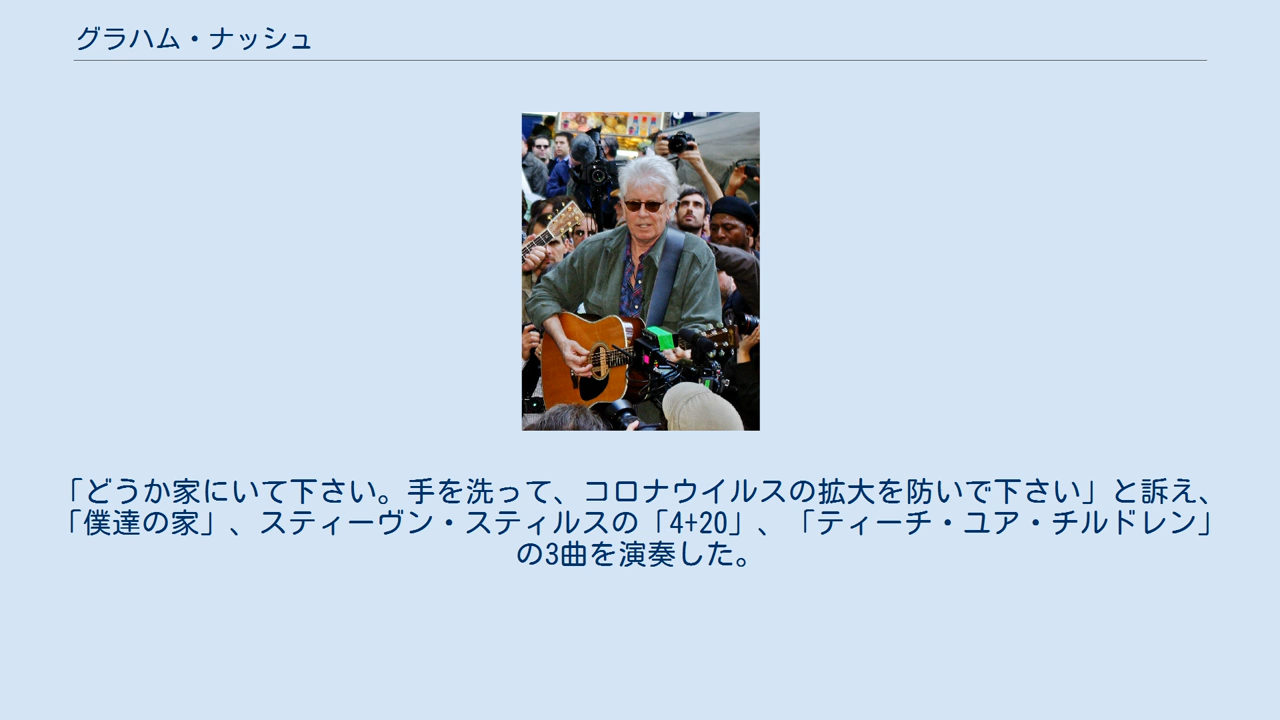 グラハム・ナッシュ
「どうか家にいて下さい。手を洗って、コロナウイルスの拡大を防いで下さい」と訴え、
「僕達の家」、スティーヴン・スティルスの「4+20」、「ティーチ・ユア・チルドレン」
の3曲を演奏した。